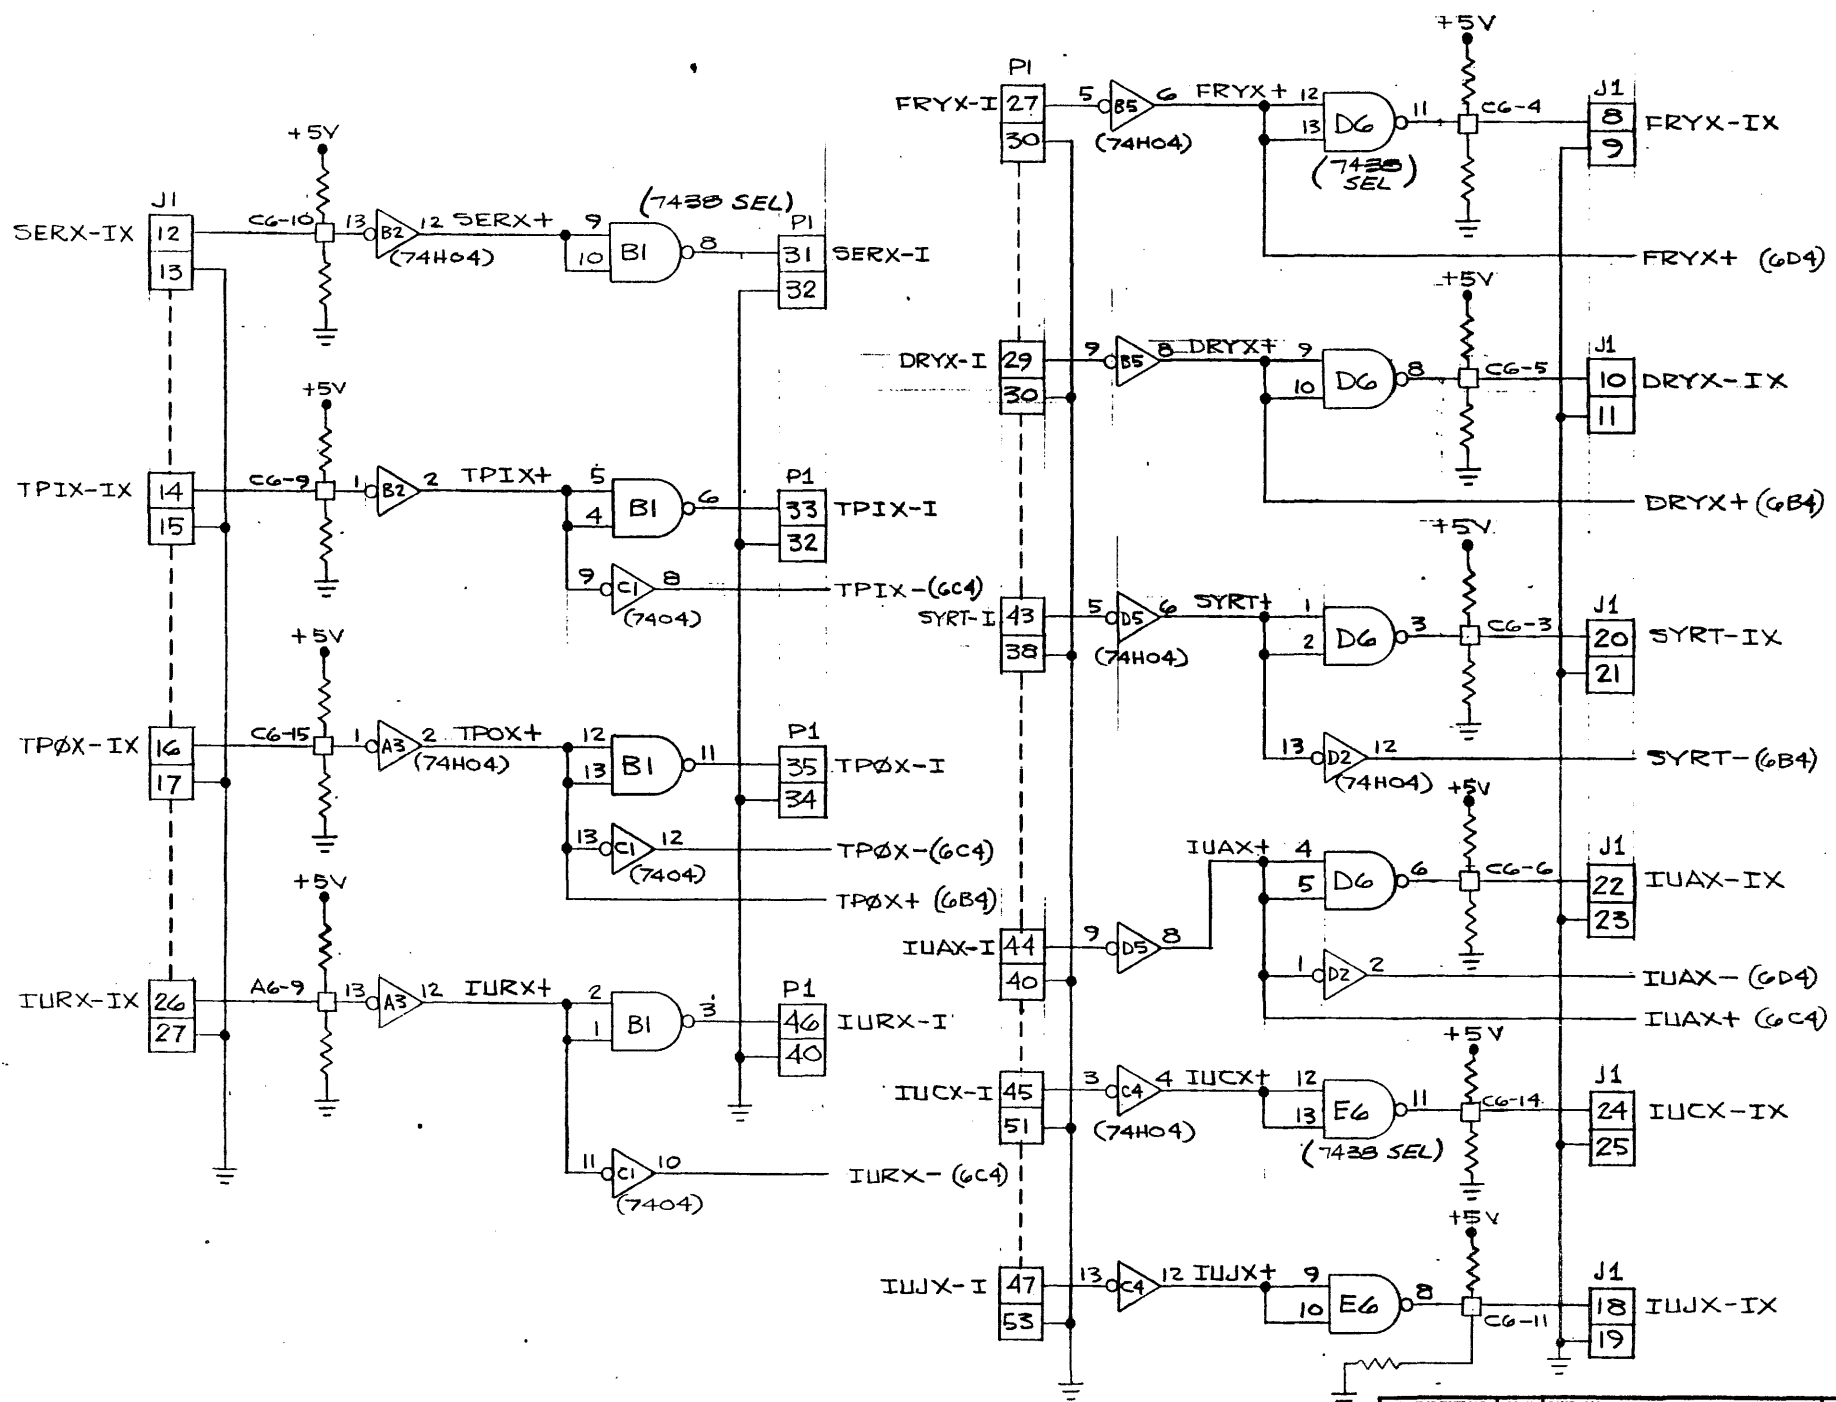 +5V
J1
SERX-IX 12 C6-10 13 B2 12 SERX+ 9 10 B1 8 (7438 SEL) P1 31 SERX-I
13 (74H04) 32
+5V
TPIX-IX 14 C6-9 1 B2 2 TPIX+ 5 4 B1 6 P1 33 TPIX-I
15 32
9 C1 8 TPIX-(6C4)
(7404)
+5V
TPØX-IX 16 C6-15 1 A3 2 TPOX+ 12 13 B1 11 P1 35 TPØX-I
17 (74H04) 34
13 C1 12 TPØX-(6C4)
(7404)
TPØX+ (6B4)
+5V
IURX-IX 26 A6-9 13 A3 12 IURX+ 2 1 B1 3 P1 46 IURX-I
27 40
11 C1 10 IURX-(6C4)
(7404)
+5V
P1
FRYX-I 27 5 B5 6 FRYX+ 12 13 D6 11 C6-4 J1 8 FRYX-IX
30 (74H04) (7438 SEL) 9
FRYX+ (6D4)
+5V
DRYX-I 29 9 B5 8 DRYX+ 9 10 D6 8 C6-5 J1 10 DRYX-IX
30 11
DRYX+ (6B4)
+5V
SYRT-I 43 5 D5 6 SYRT+ 1 2 D6 3 C6-3 J1 20 SYRT-IX
38 (74H04) 21
13 D2 12 SYRT-(6B4)
(74H04)
+5V
IUAX+ 4 5 D6 6 C6-6 J1 22 IUAX-IX
23
IUAX-I 44 9 D5 8
40 1 D2 2 IUAX- (6D4)
IUAX+ (6C4)
+5V
IUCX-I 45 3 C4 4 IUCX+ 12 13 E6 11 C6-14 J1 24 IUCX-IX
51 (74H04) (7438 SEL) 25
+5V
IUJX-I 47 13 C4 12 IUJX+ 9 10 E6 8 C6-11 J1 18 IUJX-IX
53 19